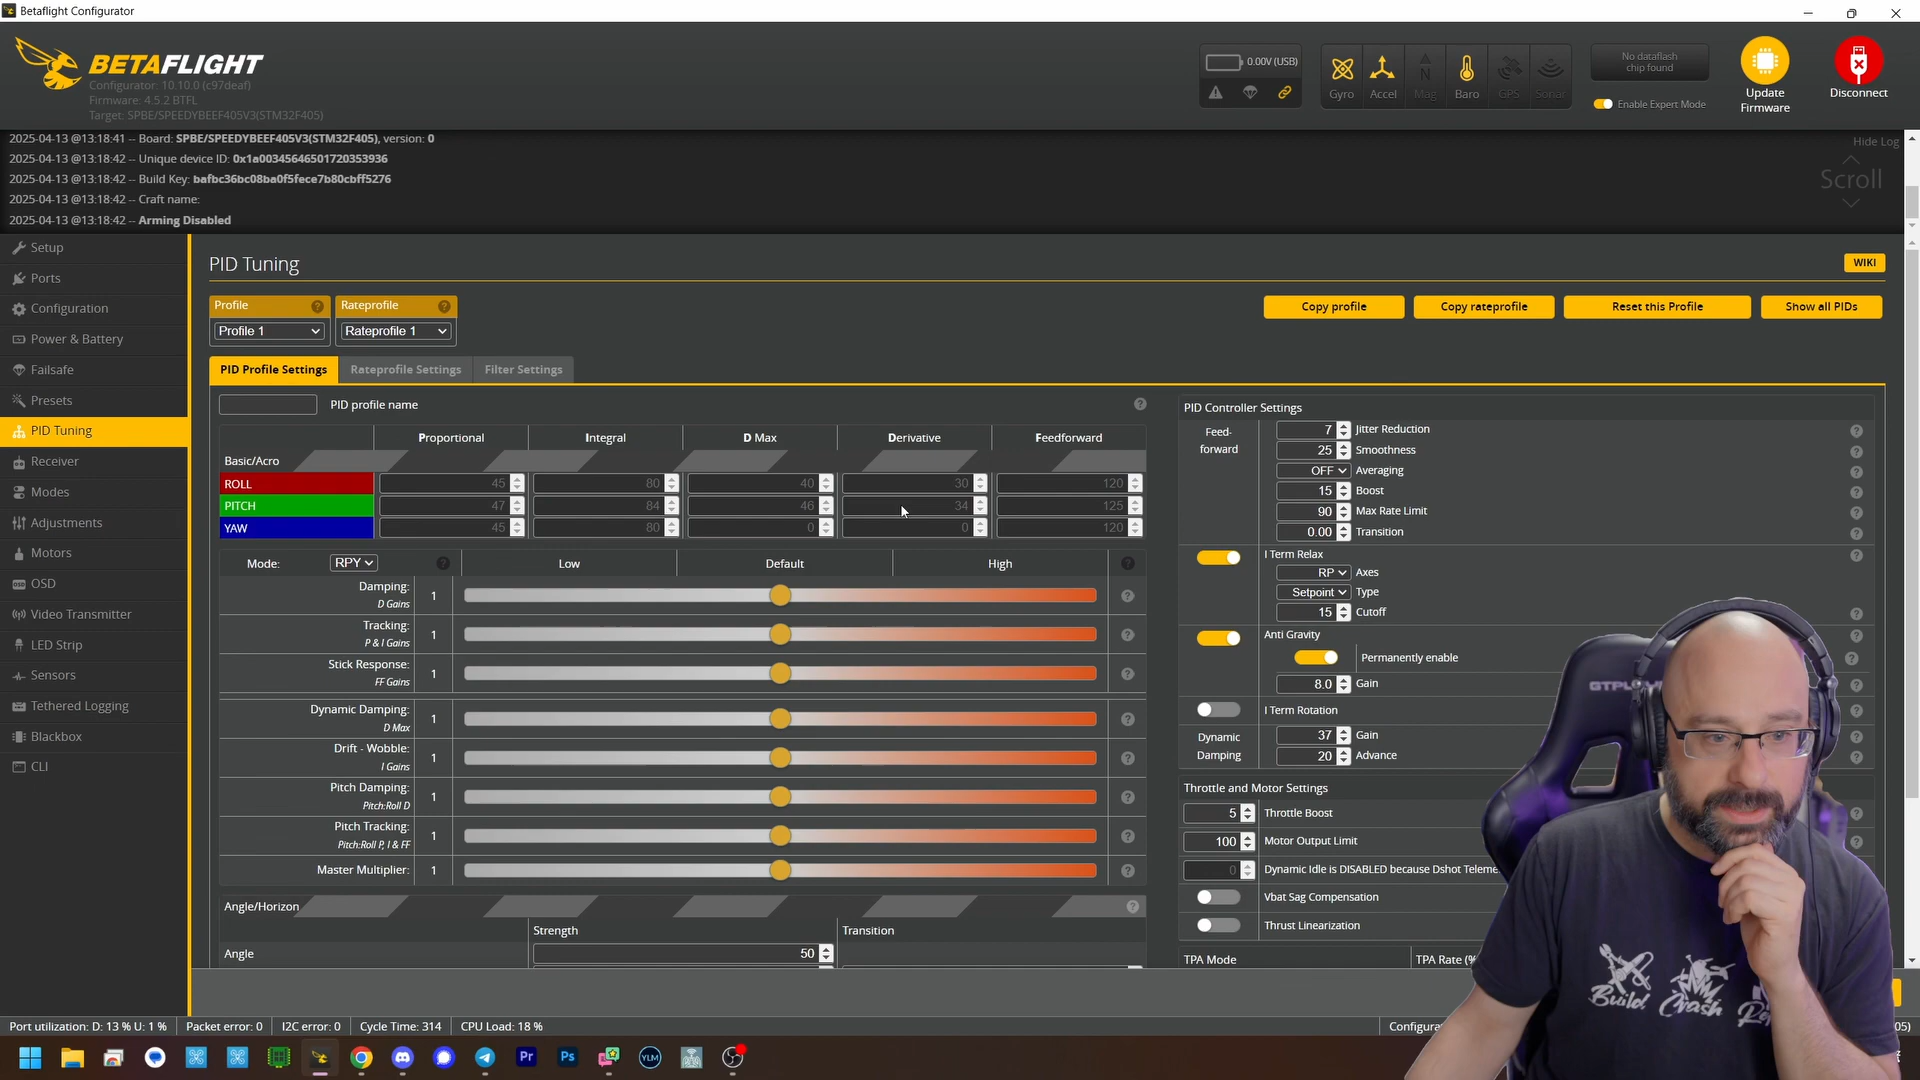 Betaflight Configurator
BETAFLIGHT
Configurator: 10.10.0 (c97deaf)
Firmware: 4.5.2 BTFL
Target: SPBE/SPEEDYBEEF405V3(STM32F405)
0.00V (USB)
Gyro
Accel
Mag
Baro
GPS
Sonar
No dataflash
chip found
Enable Expert Mode
Update
Firmware
Disconnect
2025-04-13 @13:18:41 -- Board: SPBE/SPEEDYBEEF405V3(STM32F405), version: 0
2025-04-13 @13:18:42 -- Unique device ID: 0x1a00345646501720353936
2025-04-13 @13:18:42 -- Build Key: bafbc36bc08ba0f5fece7b80cbff5276
2025-04-13 @13:18:42 -- Craft name:
2025-04-13 @13:18:42 -- Arming Disabled
Hide Log
Scroll
Setup
Ports
Configuration
Power & Battery
Failsafe
Presets
PID Tuning
Receiver
Modes
Adjustments
Motors
OSD
Video Transmitter
LED Strip
Sensors
Tethered Logging
Blackbox
CLI
PID Tuning
WIKI
Profile
Rateprofile
Profile 1
Rateprofile 1
Copy profile
Copy rateprofile
Reset this Profile
Show all PIDs
PID Profile Settings
Rateprofile Settings
Filter Settings
PID profile name
Proportional Integral D Max Derivative Feedforward
Basic/Acro
ROLL 45 80 40 30 120
PITCH 47 84 46 34 125
YAW 45 80 0 0 120
Mode: RPY Low Default High
Damping: 1
D Gains
Tracking: 1
P & I Gains
Stick Response: 1
FF Gains
Dynamic Damping: 1
D Max
Drift - Wobble: 1
I Gains
Pitch Damping: 1
Pitch:Roll D
Pitch Tracking: 1
Pitch:Roll P, I & FF
Master Multiplier: 1
Angle/Horizon
Strength Transition
Angle 50
PID Controller Settings
Feed-
forward
7 Jitter Reduction
25 Smoothness
OFF Averaging
15 Boost
90 Max Rate Limit
0.00 Transition
I Term Relax
RP Axes
Setpoint Type
15 Cutoff
Anti Gravity
Permanently enable
8.0 Gain
I Term Rotation
Dynamic
Damping
37 Gain
20 Advance
Throttle and Motor Settings
5 Throttle Boost
100 Motor Output Limit
0 Dynamic Idle is DISABLED because Dshot Teleme
Vbat Sag Compensation
Thrust Linearization
TPA Mode TPA Rate (%
GTPL
Build.
Crash
Port utilization: D: 13 % U: 1 %
Packet error: 0
I2C error: 0
Cycle Time: 314
CPU Load: 18 %
Configura
05)
Pr
Ps
YLM